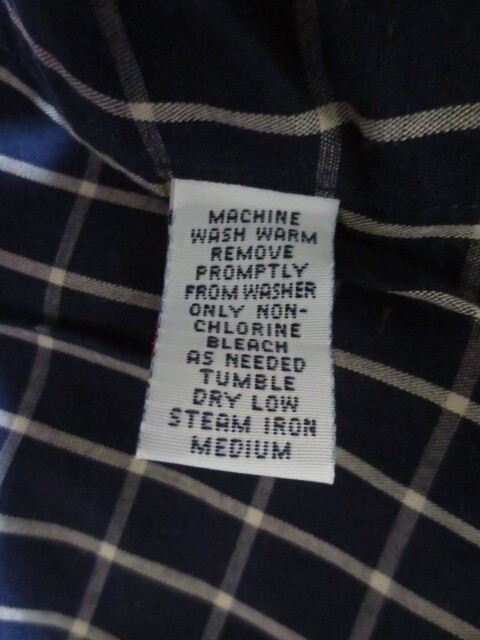 MACHINE
WASH WARM
REMOVE
PROMPTLY
FROM WASHER
ONLY NON-
CHLORINE
BLEACH
AS NEEDED
TUMBLE
DRY LOW
STEAM IRON
MEDIUM